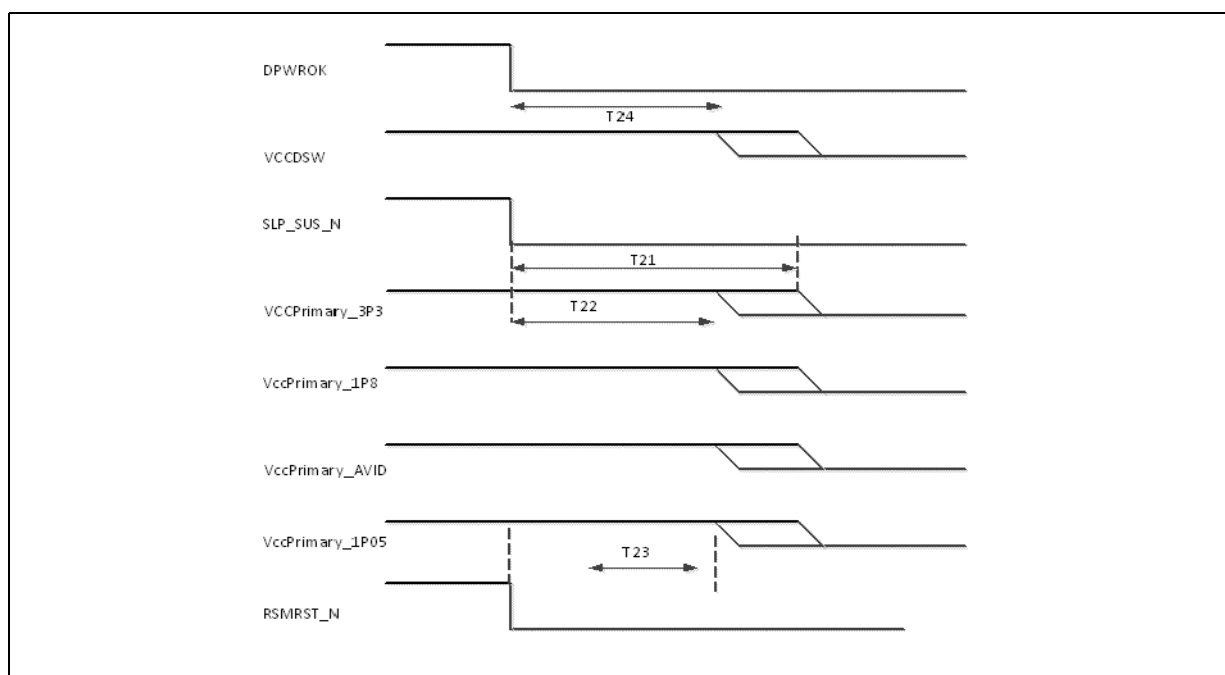 DPWROK
T24
VCCDSW
SLP_SUS_N
T21
VCCPrimary_3P3
T22
VccPrimary_1P8
VccPrimary_AVID
VccPrimary_1P05
T23
RSMRST_N